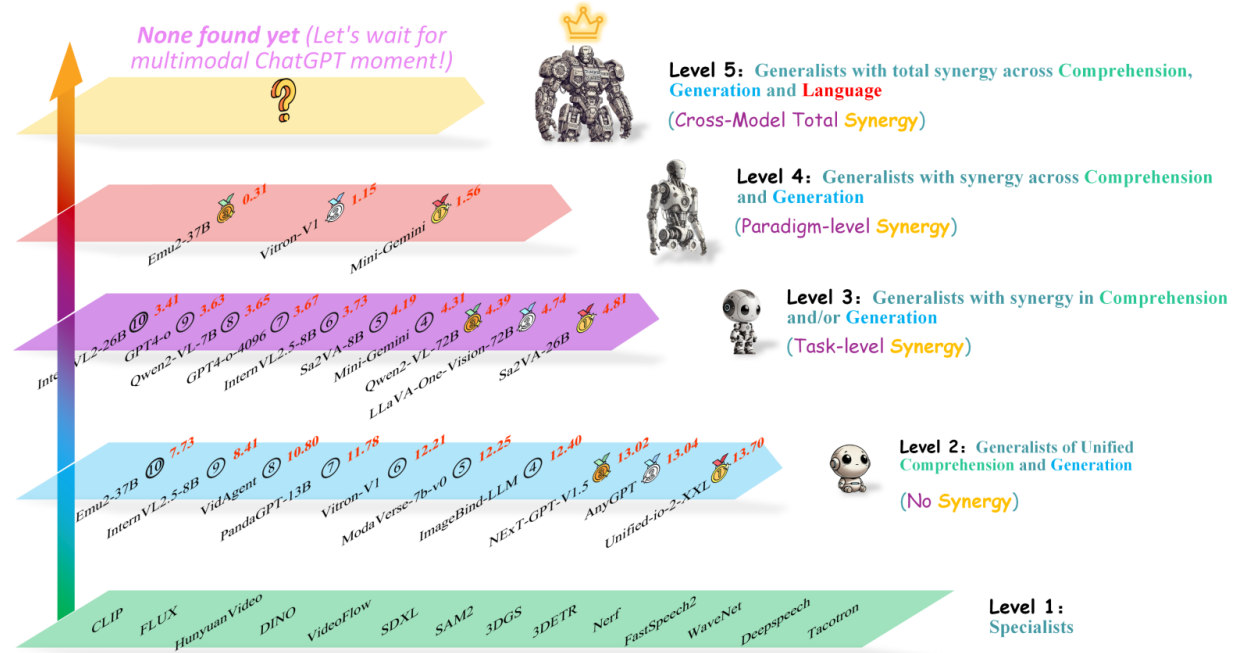 None found yet (Let's wait for
multimodal ChatGPT moment!)
?
Level 5: Generalists with total synergy across Comprehension,
Generation and Language
(Cross-Model Total Synergy)
Emu2-37B 3 0.31
Vitron-V1 2 1.15
Mini-Gemini 1 1.56
Level 4: Generalists with synergy across Comprehension
and Generation
(Paradigm-level Synergy)
InternVL2-26B 10 3.41
GPT4-o 9 3.63
Qwen2-VL-7B 8 3.65
GPT4-o-4096 7 3.67
InternVL2.5-8B 6 3.73
Sa2VA-8B 5 4.19
Mini-Gemini 4 4.31
Qwen2-VL-72B 3 4.39
LLaVA-One-Vision-72B 2 4.74
Sa2VA-26B 1 4.81
Level 3: Generalists with synergy in Comprehension
and/or Generation
(Task-level Synergy)
Emu2-37B 10 7.73
InternVL2.5-8B 9 8.41
VidAgent 8 10.80
PandaGPT-13B 7 11.78
Vitron-V1 6 12.21
ModaVerse-7b-v0 5 12.25
ImageBind-LLM 4 12.40
NExT-GPT-V1.5 3 13.02
AnyGPT 2 13.04
Unified-io-2-XXL 1 13.70
Level 2: Generalists of Unified
Comprehension and Generation
(No Synergy)
CLIP
FLUX
HunyuanVideo
DINO
VideoFlow
SDXL
SAM2
3DGS
3DETR
Nerf
FastSpeech2
WaveNet
Deepspeech
Tacotron
Level 1:
Specialists